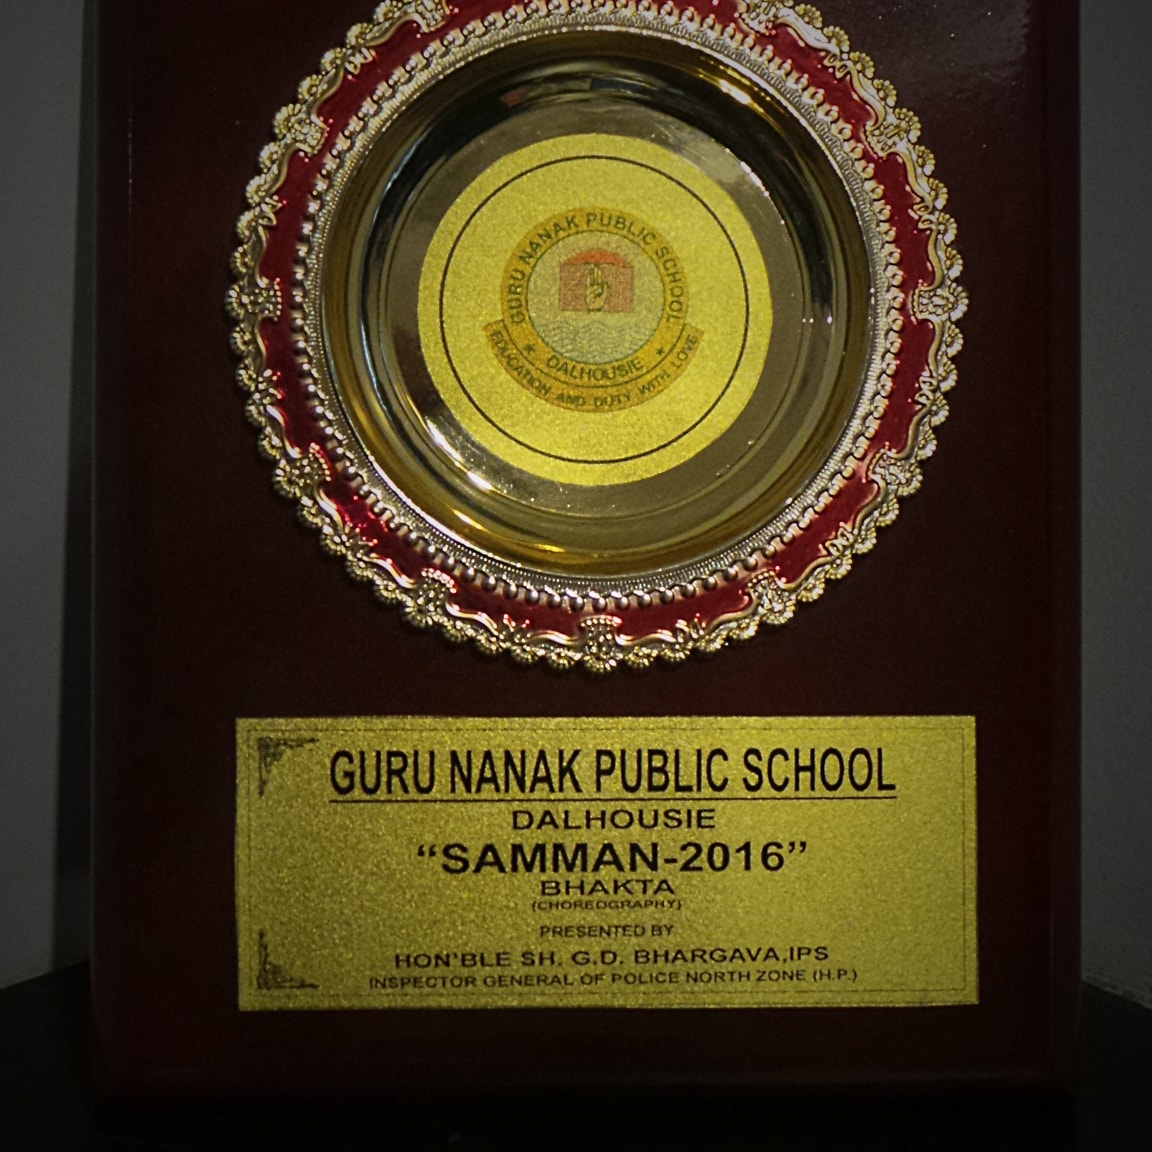 GURU NANAK PUBLIC SCHOOL
DALHOUSIE
EDUCATION AND DUTY WITH LOVE
GURU NANAK PUBLIC SCHOOL
DALHOUSIE
“SAMMAN-2016”
BHAKTA
(CHOREOGRAPHY)
PRESENTED BY
HON'BLE SH. G.D. BHARGAVA,IPS
INSPECTOR GENERAL OF POLICE NORTH ZONE (H.P.)